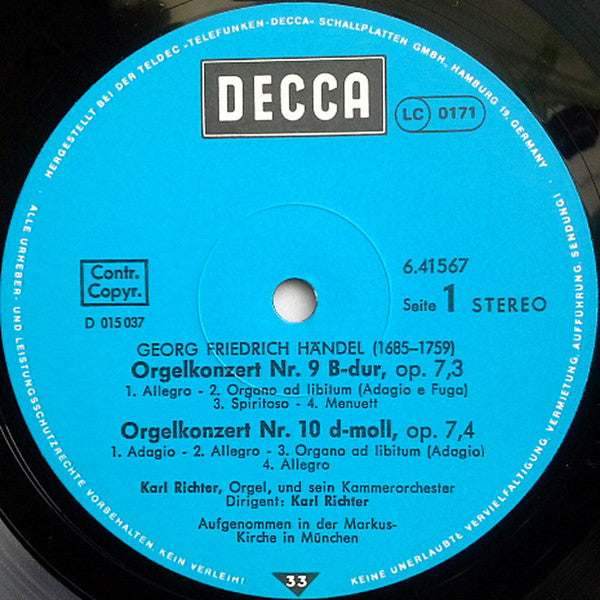 HERGESTELLT BEI DER TELDEC »TELEFUNKEN-DECCA« SCHALLPLATTEN GMBH, HAMBURG 19, GERMANY
DECCA
LC 0171
Contr.
Copyr.
D 015 037
6.41567
Seite 1 STEREO
GEORG FRIEDRICH HÄNDEL (1685–1759)
Orgelkonzert Nr. 9 B-dur, op. 7,3
1. Allegro - 2. Organo ad libitum (Adagio e Fuga)
3. Spiritoso - 4. Menuett
Orgelkonzert Nr. 10 d-moll, op. 7,4
1. Adagio - 2. Allegro - 3. Organo ad libitum (Adagio)
4. Allegro
Karl Richter, Orgel, und sein Kammerorchester
Dirigent: Karl Richter
Aufgenommen in der Markus-
Kirche in München
33
ALLE URHEBER- UND LEISTUNGSSCHUTZRECHTE VORBEHALTEN KEIN VERLEIH!
KEINE UNERLAUBTE VERVIELFÄLTIGUNG, VERMIETUNG, AUFFÜHRUNG, SENDUNG!